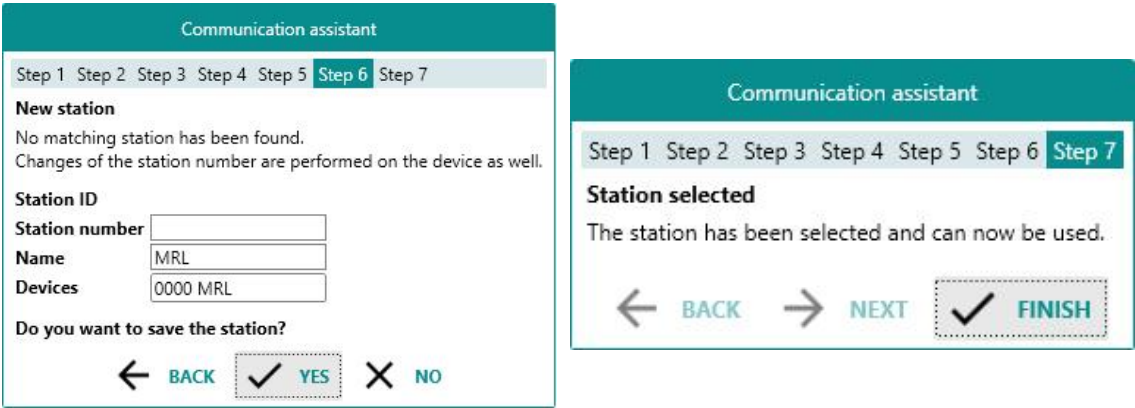 Communication assistant
Step 1 Step 2 Step 3 Step 4 Step 5 Step 6 Step 7
New station
No matching station has been found.
Changes of the station number are performed on the device as well.
Station ID
Station number
Name MRL
Devices 0000 MRL
Do you want to save the station?
BACK YES NO
Communication assistant
Step 1 Step 2 Step 3 Step 4 Step 5 Step 6 Step 7
Station selected
The station has been selected and can now be used.
BACK NEXT FINISH